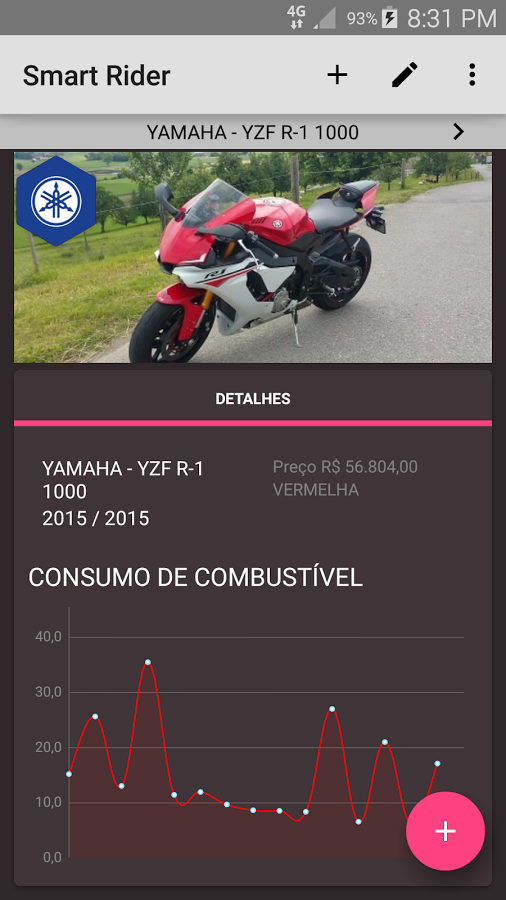 4G 93% 8:31 PM
Smart Rider
YAMAHA - YZF R-1 1000
R1
DETALHES
YAMAHA - YZF R-1
1000
2015 / 2015
Preço R$ 56.804,00
VERMELHA
CONSUMO DE COMBUSTÍVEL
40,0
30,0
20,0
10,0
0,0